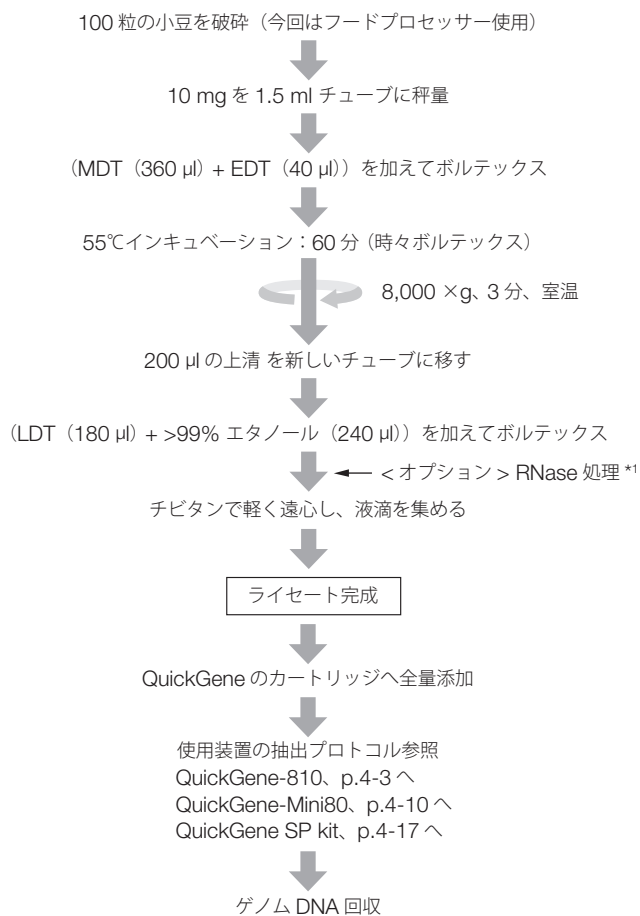 100 粒の小豆を破砕（今回はフードプロセッサー使用）
10 mg を 1.5 ml チューブに秤量
（MDT（360 µl）+ EDT（40 µl））を加えてボルテックス
55℃インキュベーション：60 分（時々ボルテックス）
8,000 ×g、3 分、室温
200 µl の上清 を新しいチューブに移す
（LDT（180 µl）+ >99% エタノール（240 µl））を加えてボルテックス
< オプション > RNase 処理 *1
チビタンで軽く遠心し、液滴を集める
ライセート完成
QuickGene のカートリッジへ全量添加
使用装置の抽出プロトコル参照
QuickGene-810、p.4-3 へ
QuickGene-Mini80、p.4-10 へ
QuickGene SP kit、p.4-17 へ
ゲノム DNA 回収